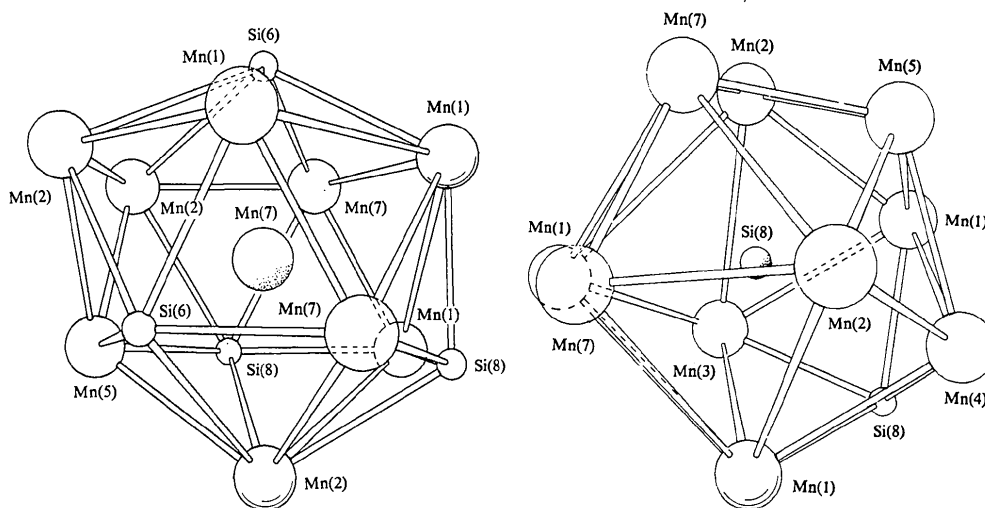 Si(6)
Mn(1)
Mn(1)
Mn(2)
Mn(2)
Mn(7)
Mn(7)
Mn(7)
Mn(1)
Si(6)
Mn(5)
Si(8)
Si(8)
Mn(2)
Mn(7)
Mn(2)
Mn(5)
Mn(1)
Mn(1)
Si(8)
Mn(2)
Mn(7)
Mn(3)
Mn(4)
Si(8)
Mn(1)